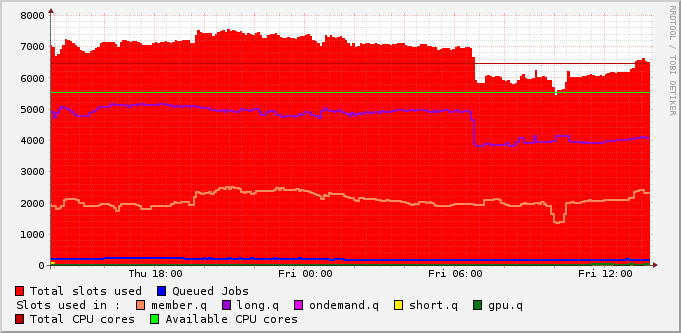 8000
7000
6000
5000
4000
3000
2000
1000
0
Thu 18:00 Fri 00:00 Fri 06:00 Fri 12:00
RRDTOOL / TOBI OETIKER
Total slots used Queued Jobs
Slots used in : member.q long.q ondemand.q short.q gpu.q
Total CPU cores Available CPU cores